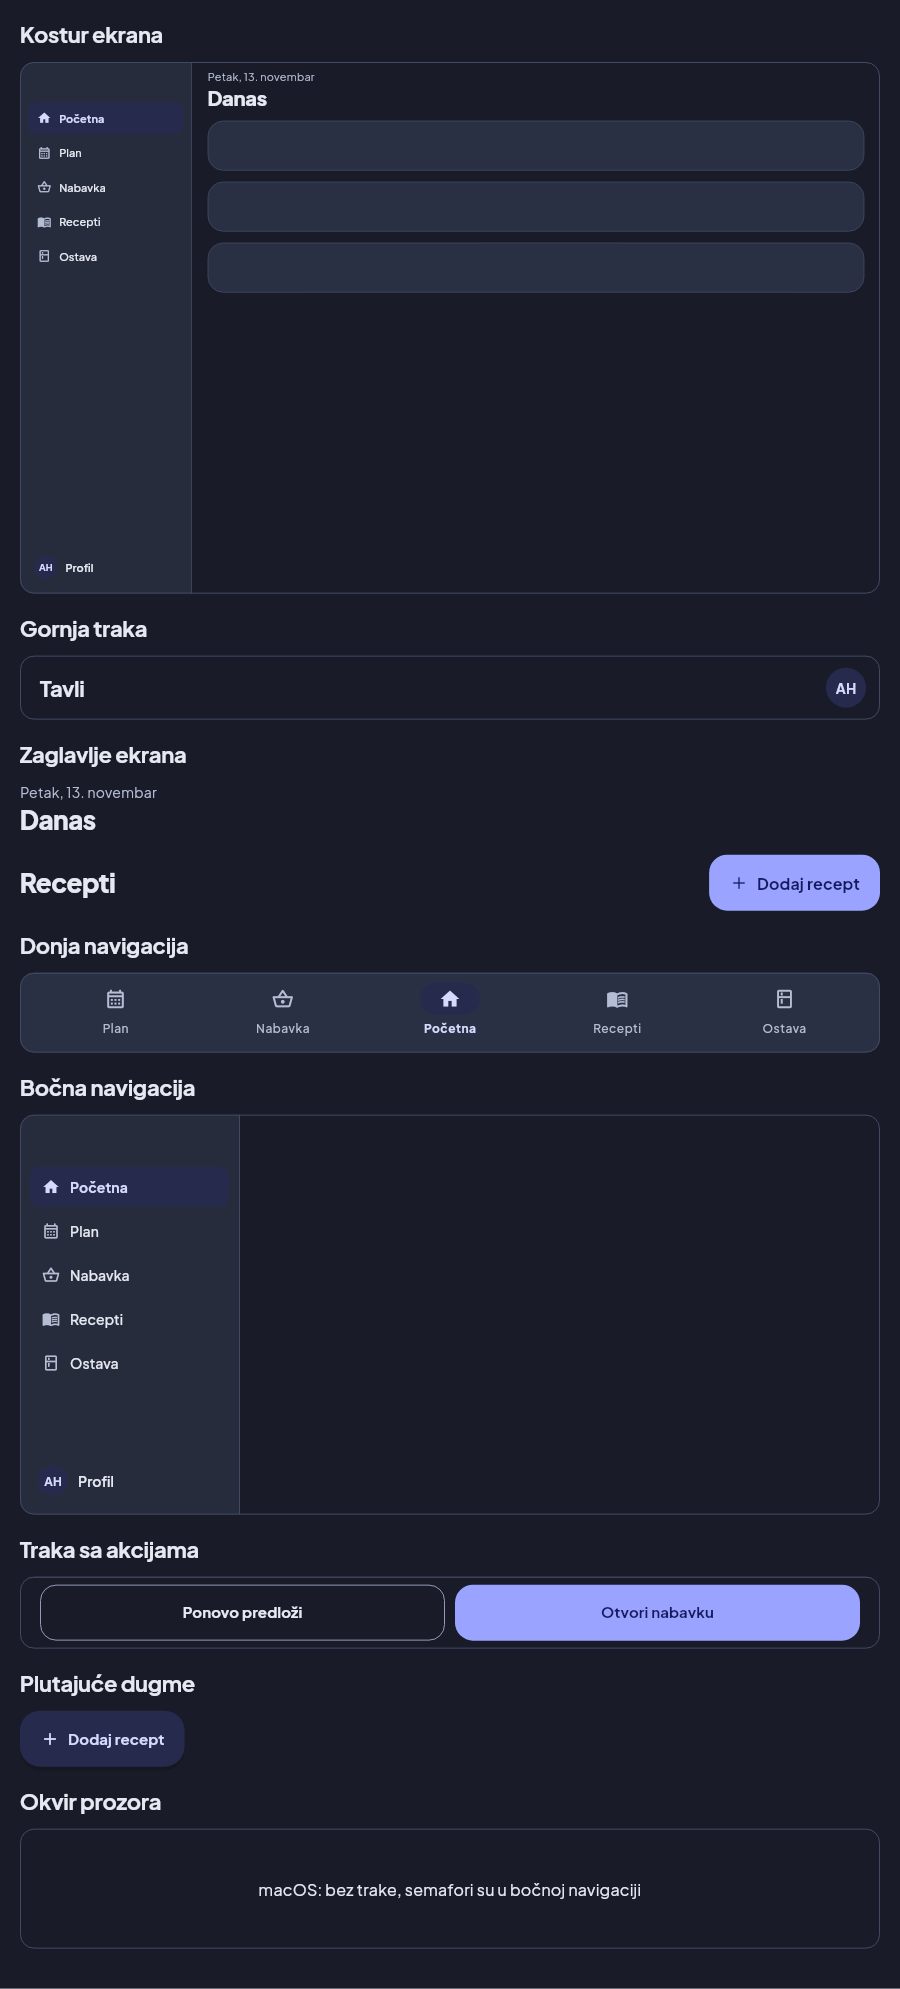 Kostur ekrana
Petak, 13. novembar
Danas
Početna
Plan
Nabavka
Recepti
Ostava
AH Profil
Gornja traka
Tavli AH
Zaglavlje ekrana
Petak, 13. novembar
Danas
Recepti
Dodaj recept
Donja navigacija
Plan Nabavka Početna Recepti Ostava
Bočna navigacija
Početna
Plan
Nabavka
Recepti
Ostava
AH Profil
Traka sa akcijama
Ponovo predloži Otvori nabavku
Plutajuće dugme
Dodaj recept
Okvir prozora
macOS: bez trake, semafori su u bočnoj navigaciji